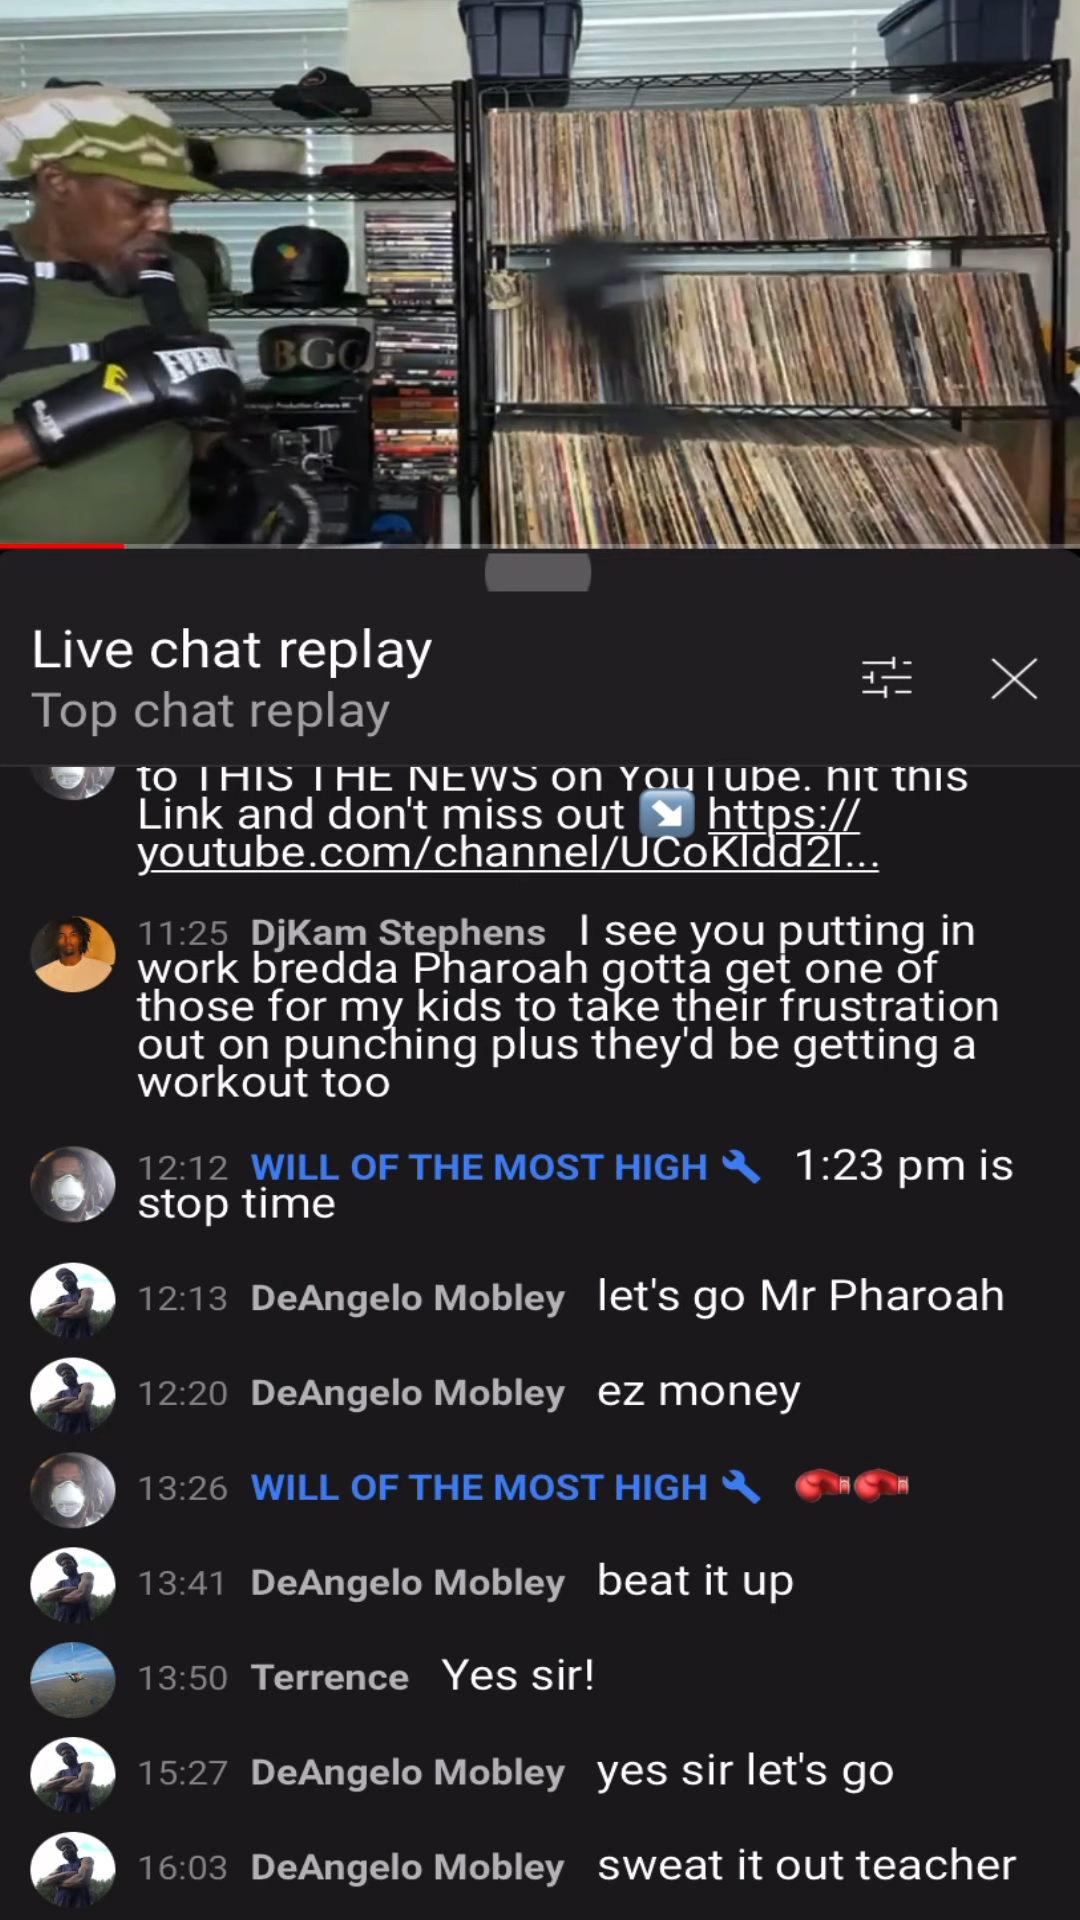 BGG
EVERLA
Live chat replay
Top chat replay
to THIS THE NEWS on YouTube. hit this
Link and don't miss out ↘️ https://
youtube.com/channel/UCoKldd2l...
11:25 DjKam Stephens I see you putting in
work bredda Pharoah gotta get one of
those for my kids to take their frustration
out on punching plus they'd be getting a
workout too
12:12 WILL OF THE MOST HIGH 1:23 pm is
stop time
12:13 DeAngelo Mobley let's go Mr Pharoah
12:20 DeAngelo Mobley ez money
13:26 WILL OF THE MOST HIGH 🥊🥊
13:41 DeAngelo Mobley beat it up
13:50 Terrence Yes sir!
15:27 DeAngelo Mobley yes sir let's go
16:03 DeAngelo Mobley sweat it out teacher